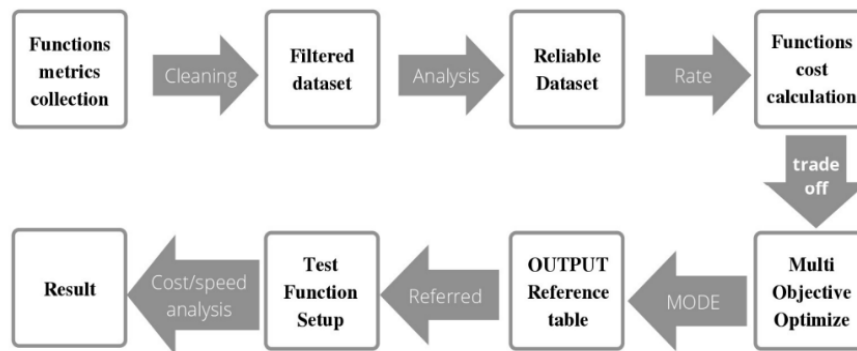 Functions
metrics
collection
Cleaning
Filtered
dataset
Analysis
Reliable
Dataset
Rate
Functions
cost
calculation
trade
off
Multi
Objective
Optimize
MODE
OUTPUT
Reference
table
Referred
Test
Function
Setup
Cost/speed
analysis
Result